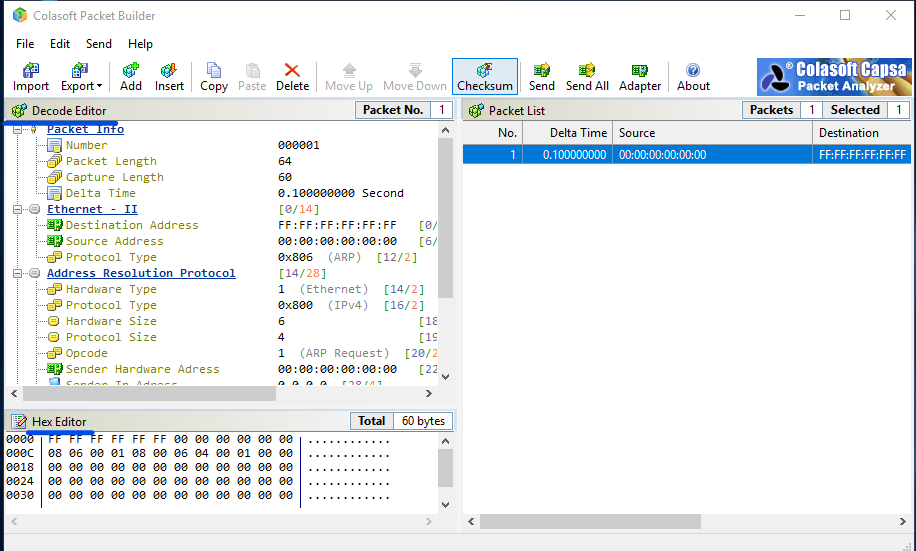 Colasoft Packet Builder
File Edit Send Help
Import Export Add Insert Copy Paste Delete Move Up Move Down Checksum Send Send All Adapter About
Colasoft Capsa
Packet Analyzer
Decode Editor Packet No. 1
Packet Info
Number 000001
Packet Length 64
Capture Length 60
Delta Time 0.100000000 Second
Ethernet - II [0/14]
Destination Address FF:FF:FF:FF:FF:FF [0/
Source Address 00:00:00:00:00:00 [6/
Protocol Type 0x806 (ARP) [12/2]
Address Resolution Protocol [14/28]
Hardware Type 1 (Ethernet) [14/2]
Protocol Type 0x800 (IPv4) [16/2]
Hardware Size 6 [18
Protocol Size 4 [19
Opcode 1 (ARP Request) [20/2
Sender Hardware Adress 00:00:00:00:00:00 [22
Sender Ip Adress 0.0.0.0 [28/4]
Hex Editor Total 60 bytes
0000 FF FF FF FF FF FF 00 00 00 00 00 00 ............
000C 08 06 00 01 08 00 06 04 00 01 00 00 ............
0018 00 00 00 00 00 00 00 00 00 00 00 00 ............
0024 00 00 00 00 00 00 00 00 00 00 00 00 ............
0030 00 00 00 00 00 00 00 00 00 00 00 00 ............
Packet List Packets 1 Selected 1
No. Delta Time Source Destination
1 0.100000000 00:00:00:00:00:00 FF:FF:FF:FF:FF:FF